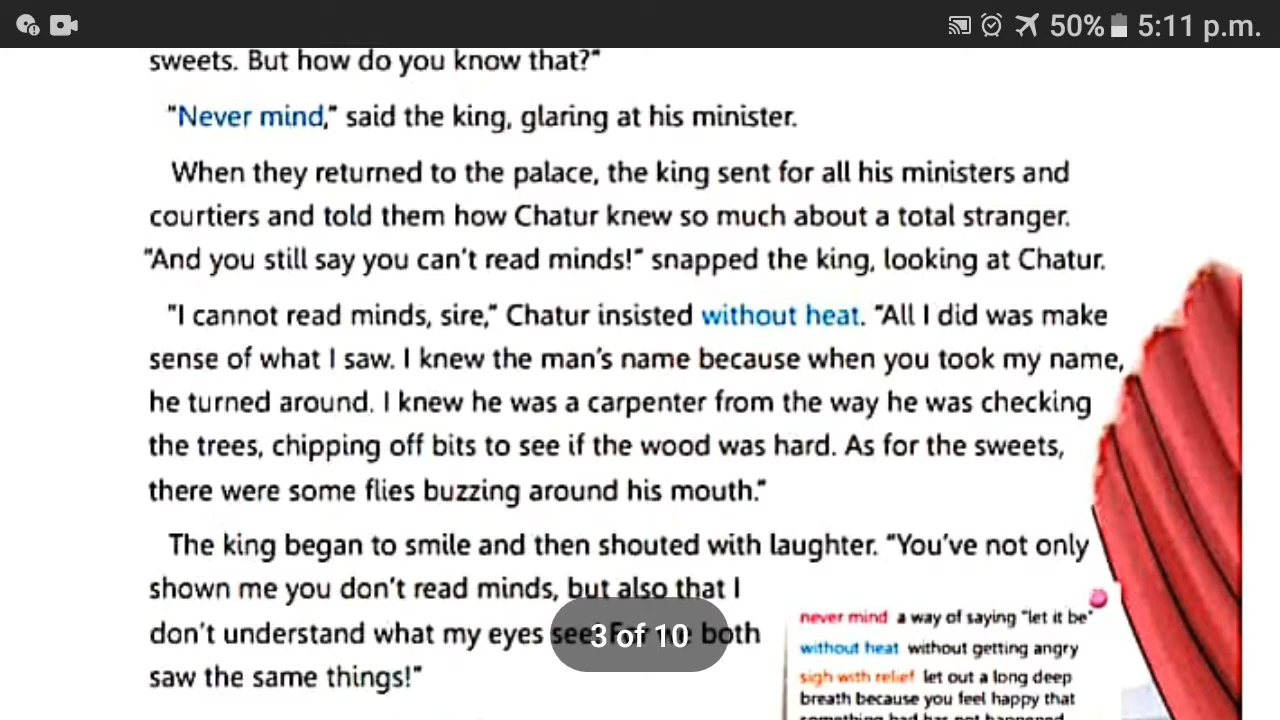 50% 5:11 p.m.
sweets. But how do you know that?"
"Never mind," said the king, glaring at his minister.
When they returned to the palace, the king sent for all his ministers and
courtiers and told them how Chatur knew so much about a total stranger.
"And you still say you can't read minds!" snapped the king, looking at Chatur.
"I cannot read minds, sire," Chatur insisted without heat. "All I did was make
sense of what I saw. I knew the man's name because when you took my name,
he turned around. I knew he was a carpenter from the way he was checking
the trees, chipping off bits to see if the wood was hard. As for the sweets,
there were some flies buzzing around his mouth."
The king began to smile and then shouted with laughter. "You've not only
shown me you don't read minds, but also that I
don't understand what my eyes see! both
3 of 10
saw the same things!"
never mind a way of saying "let it be"
without heat without getting angry
sigh with relief let out a long deep
breath because you feel happy that
something bad has not happened